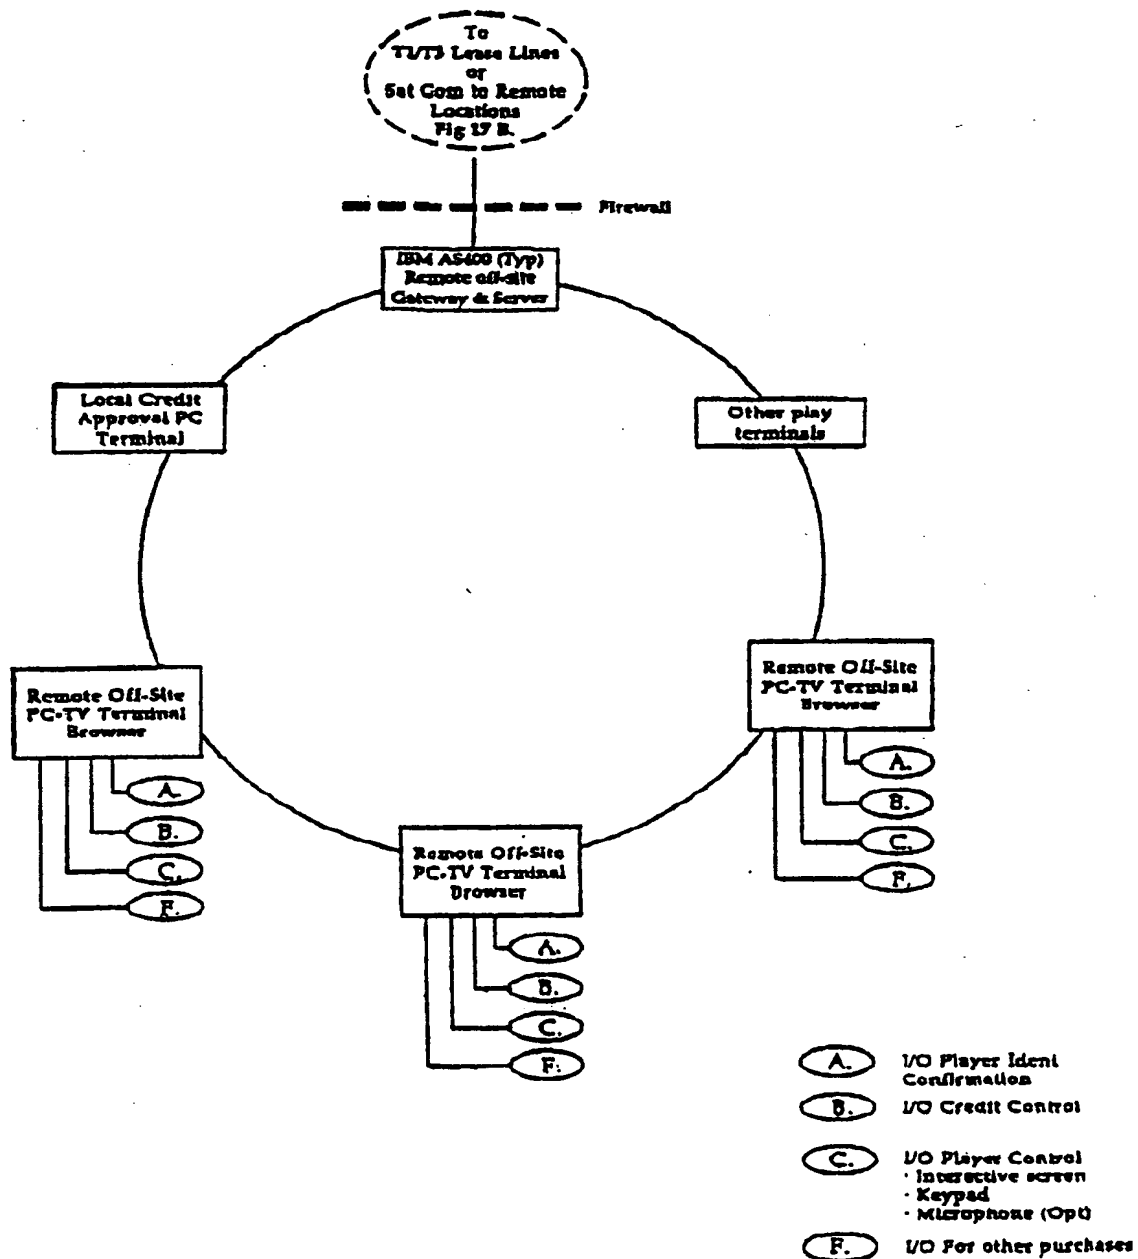 To
T1/T3 Lease Lines
or
Sat Com to Remote
Locations
Fig 17 B.
Firewall
IBM AS400 (Typ)
Remote off-site
Gateway & Server
Local Credit
Approval PC
Terminal
Other play
terminals
Remote Off-Site
PC-TV Terminal
Browser
A.
B.
C.
F.
Remote Off-Site
PC-TV Terminal
Browser
A.
B.
C.
F.
Remote Off-Site
PC-TV Terminal
Browser
A.
B.
C.
F.
A. I/O Player Ident
Confirmation
B. I/O Credit Control
C. I/O Player Control
· Interactive screen
· Keypad
· Microphone (Opt)
F. I/O For other purchases